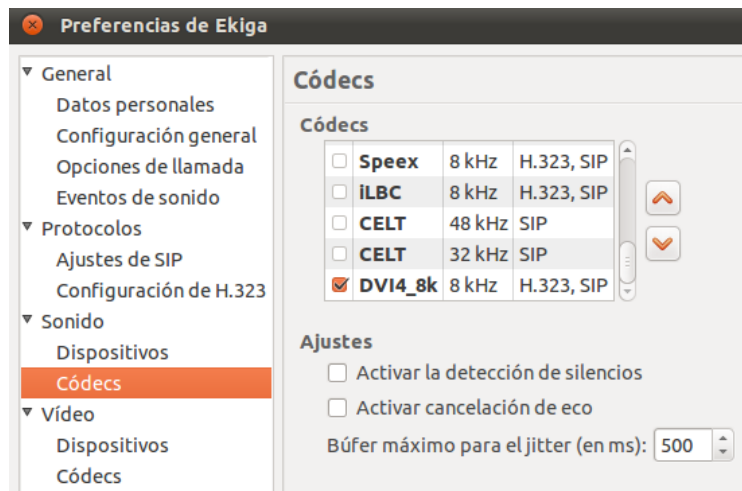 Preferencias de Ekiga
General
Datos personales
Configuración general
Opciones de llamada
Eventos de sonido
Protocolos
Ajustes de SIP
Configuración de H.323
Sonido
Dispositivos
Códecs
Vídeo
Dispositivos
Códecs
Códecs
Códecs
Speex 8 kHz H.323, SIP
iLBC 8 kHz H.323, SIP
CELT 48 kHz SIP
CELT 32 kHz SIP
DVI4_8k 8 kHz H.323, SIP
Ajustes
Activar la detección de silencios
Activar cancelación de eco
Búfer máximo para el jitter (en ms): 500